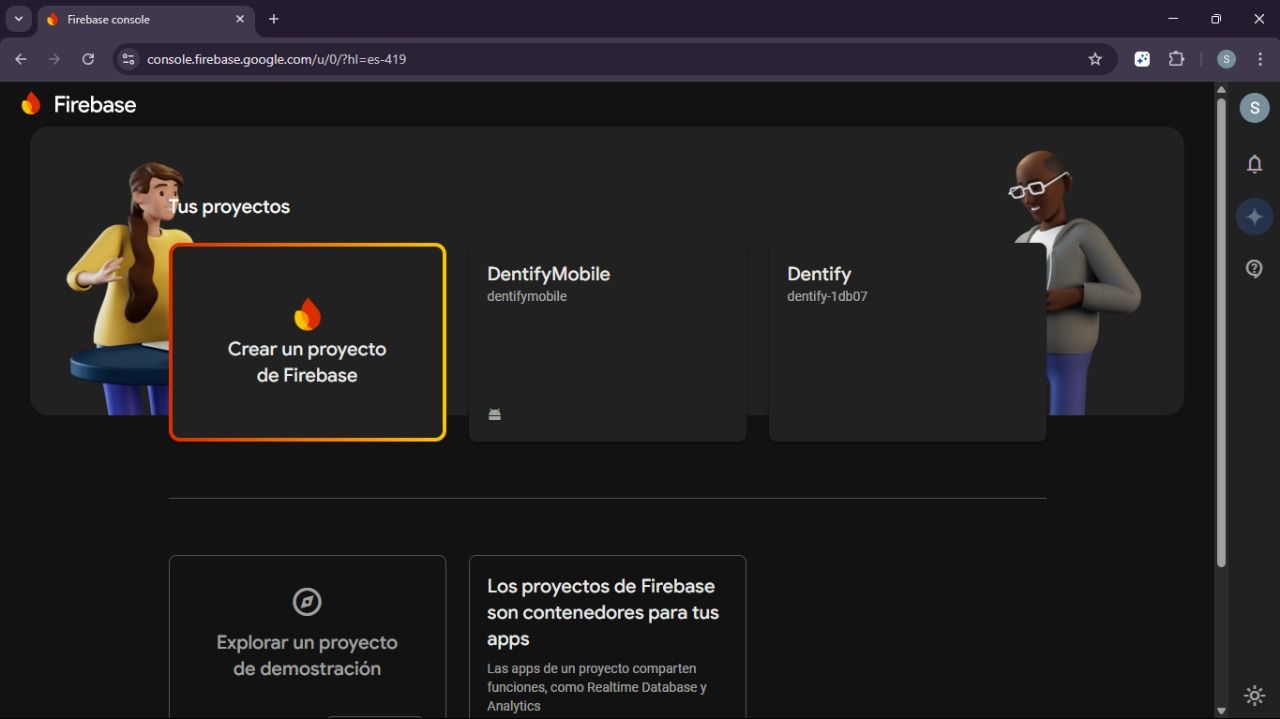 Firebase console
console.firebase.google.com/u/0/?hl=es-419
S
Firebase
S
Tus proyectos
Crear un proyecto
de Firebase
DentifyMobile
dentifymobile
Dentify
dentify-1db07
Explorar un proyecto
de demostración
Los proyectos de Firebase
son contenedores para tus
apps
Las apps de un proyecto comparten
funciones, como Realtime Database y
Analytics